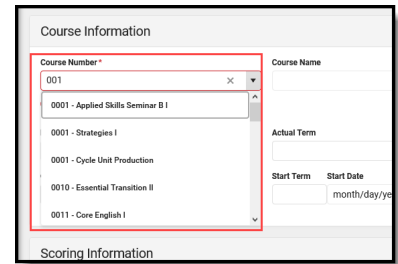 Course Information
Course Number* Course Name
001
0001 - Applied Skills Seminar B I
0001 - Strategies I Actual Term
0001 - Cycle Unit Production
0010 - Essential Transition II Start Term Start Date
month/day/ye
0011 - Core English I
Scoring Information